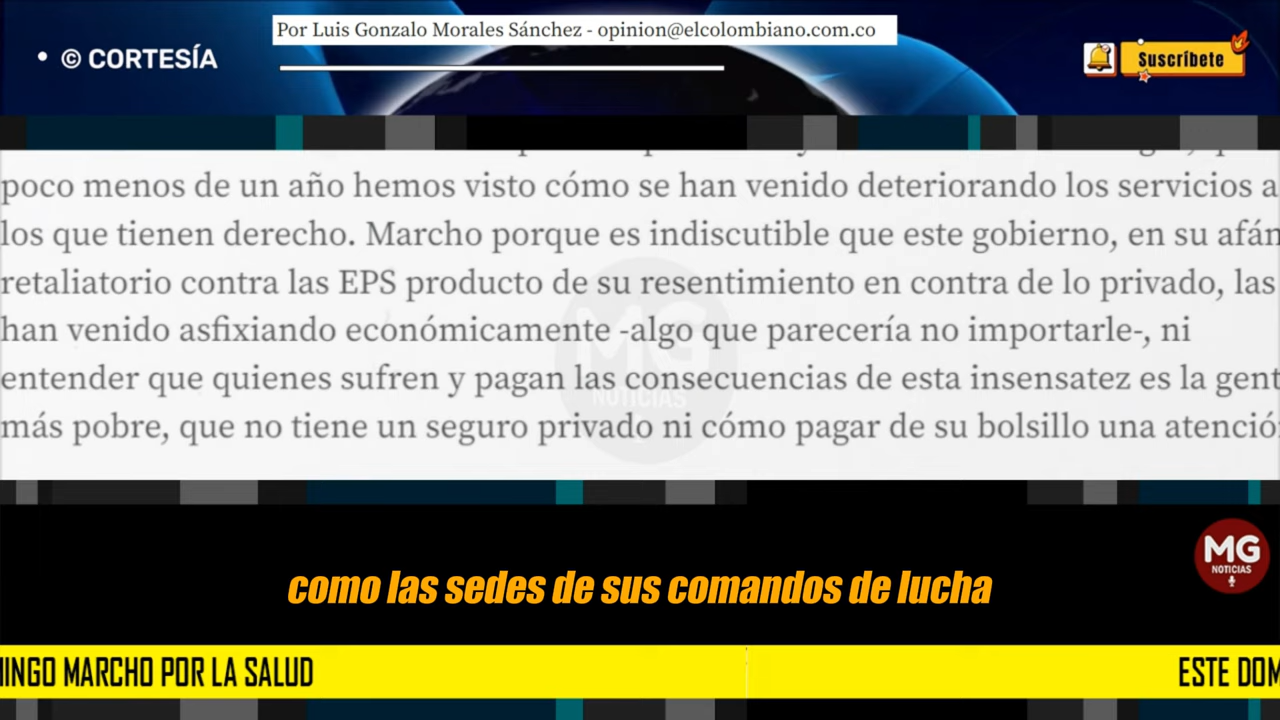 Por Luis Gonzalo Morales Sánchez - opinion@elcolombiano.com.co
• © CORTESÍA
Suscríbete
poco menos de un año hemos visto cómo se han venido deteriorando los servicios a
los que tienen derecho. Marcho porque es indiscutible que este gobierno, en su afán
retaliatorio contra las EPS producto de su resentimiento en contra de lo privado, las
han venido asfixiando económicamente -algo que parecería no importarle-, ni
entender que quienes sufren y pagan las consecuencias de esta insensatez es la gent
más pobre, que no tiene un seguro privado ni cómo pagar de su bolsillo una atenció
MG
NOTICIAS
MG
NOTICIAS
como las sedes de sus comandos de lucha
INGO MARCHO POR LA SALUD
ESTE DOM